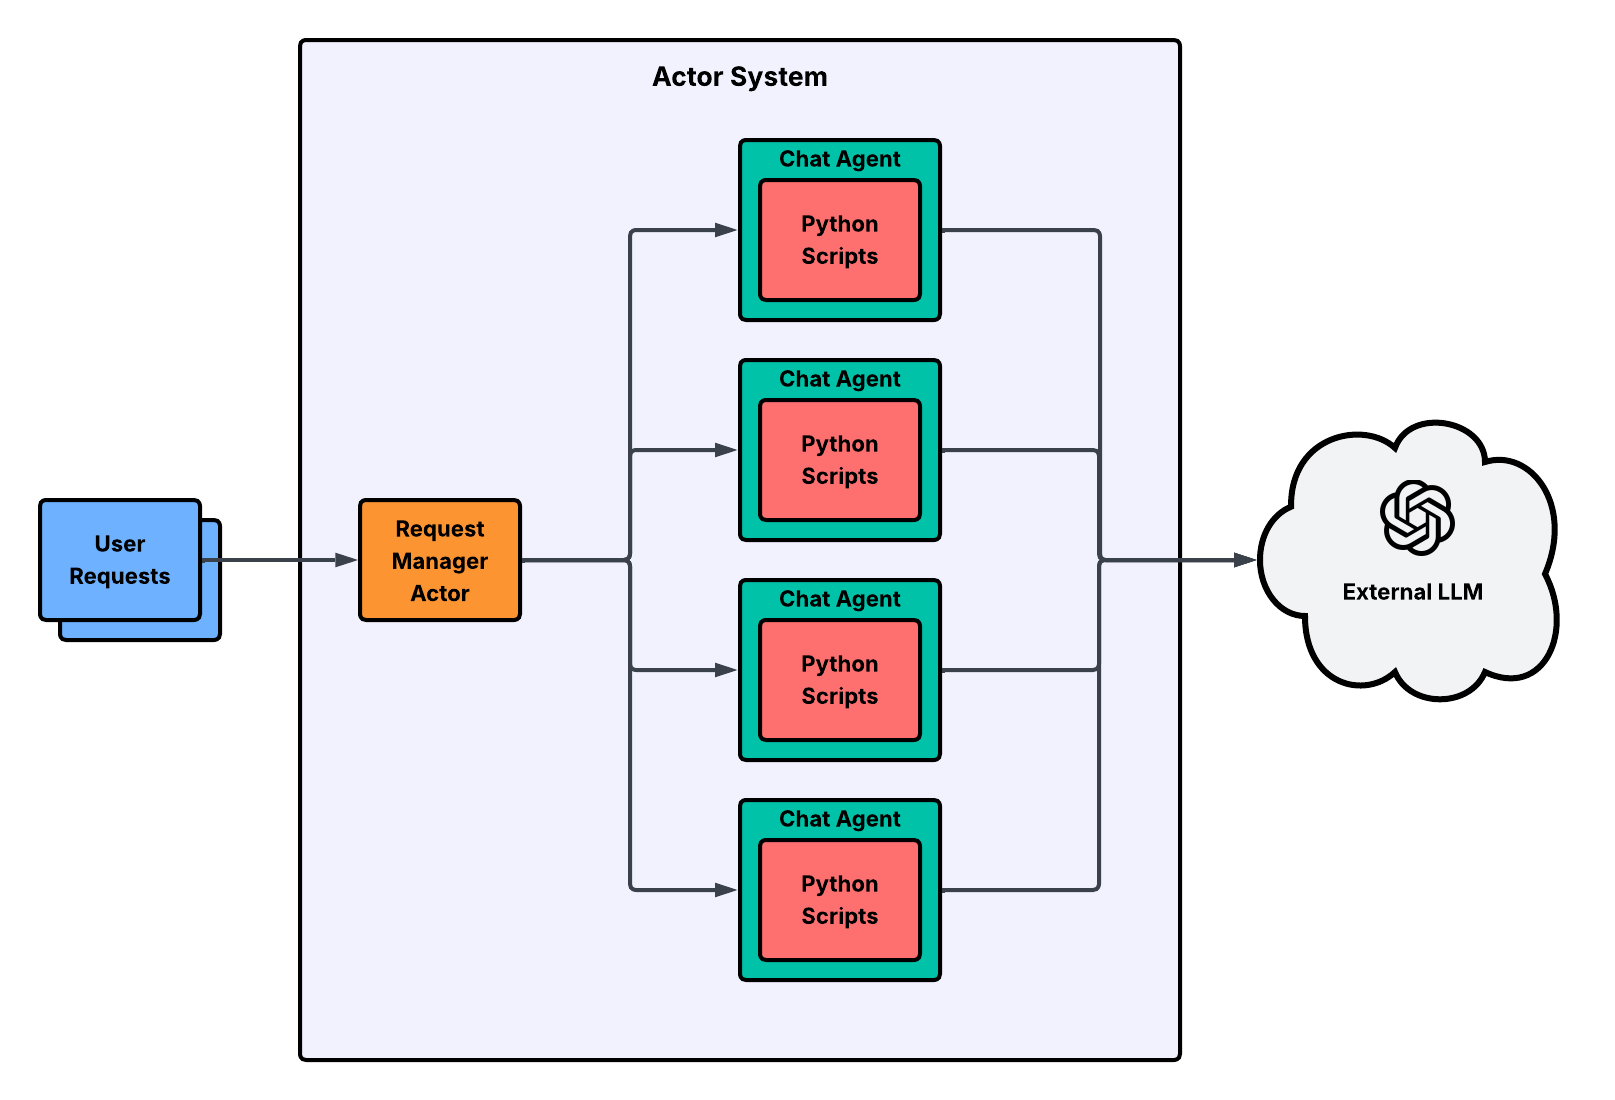 Actor System
User
Requests
Request
Manager
Actor
Chat Agent
Python
Scripts
Chat Agent
Python
Scripts
Chat Agent
Python
Scripts
Chat Agent
Python
Scripts
External LLM